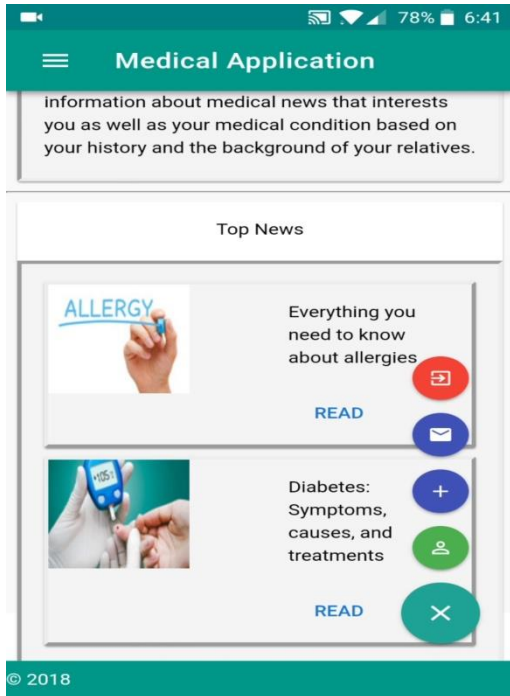 78% 6:41
Medical Application
information about medical news that interests
you as well as your medical condition based on
your history and the background of your relatives.
Top News
ALLERGY
Everything you
need to know
about allergies
READ
105
Diabetes:
Symptoms,
causes, and
treatments
READ
© 2018